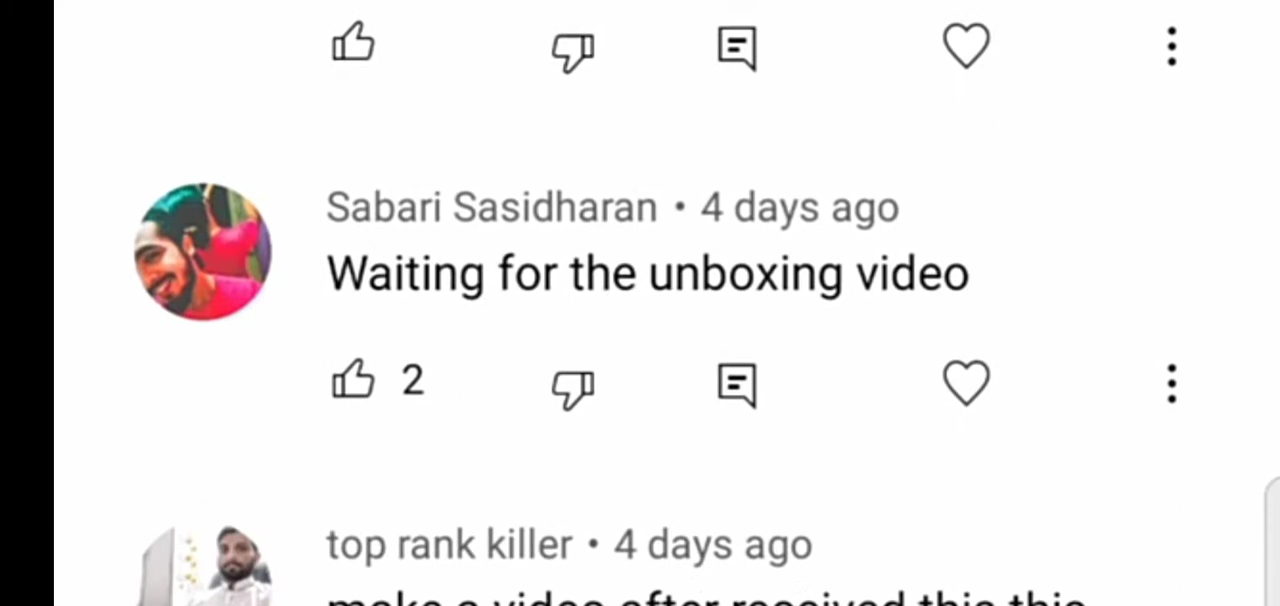 Sabari Sasidharan • 4 days ago
Waiting for the unboxing video
2
top rank killer • 4 days ago
make a video after received this this